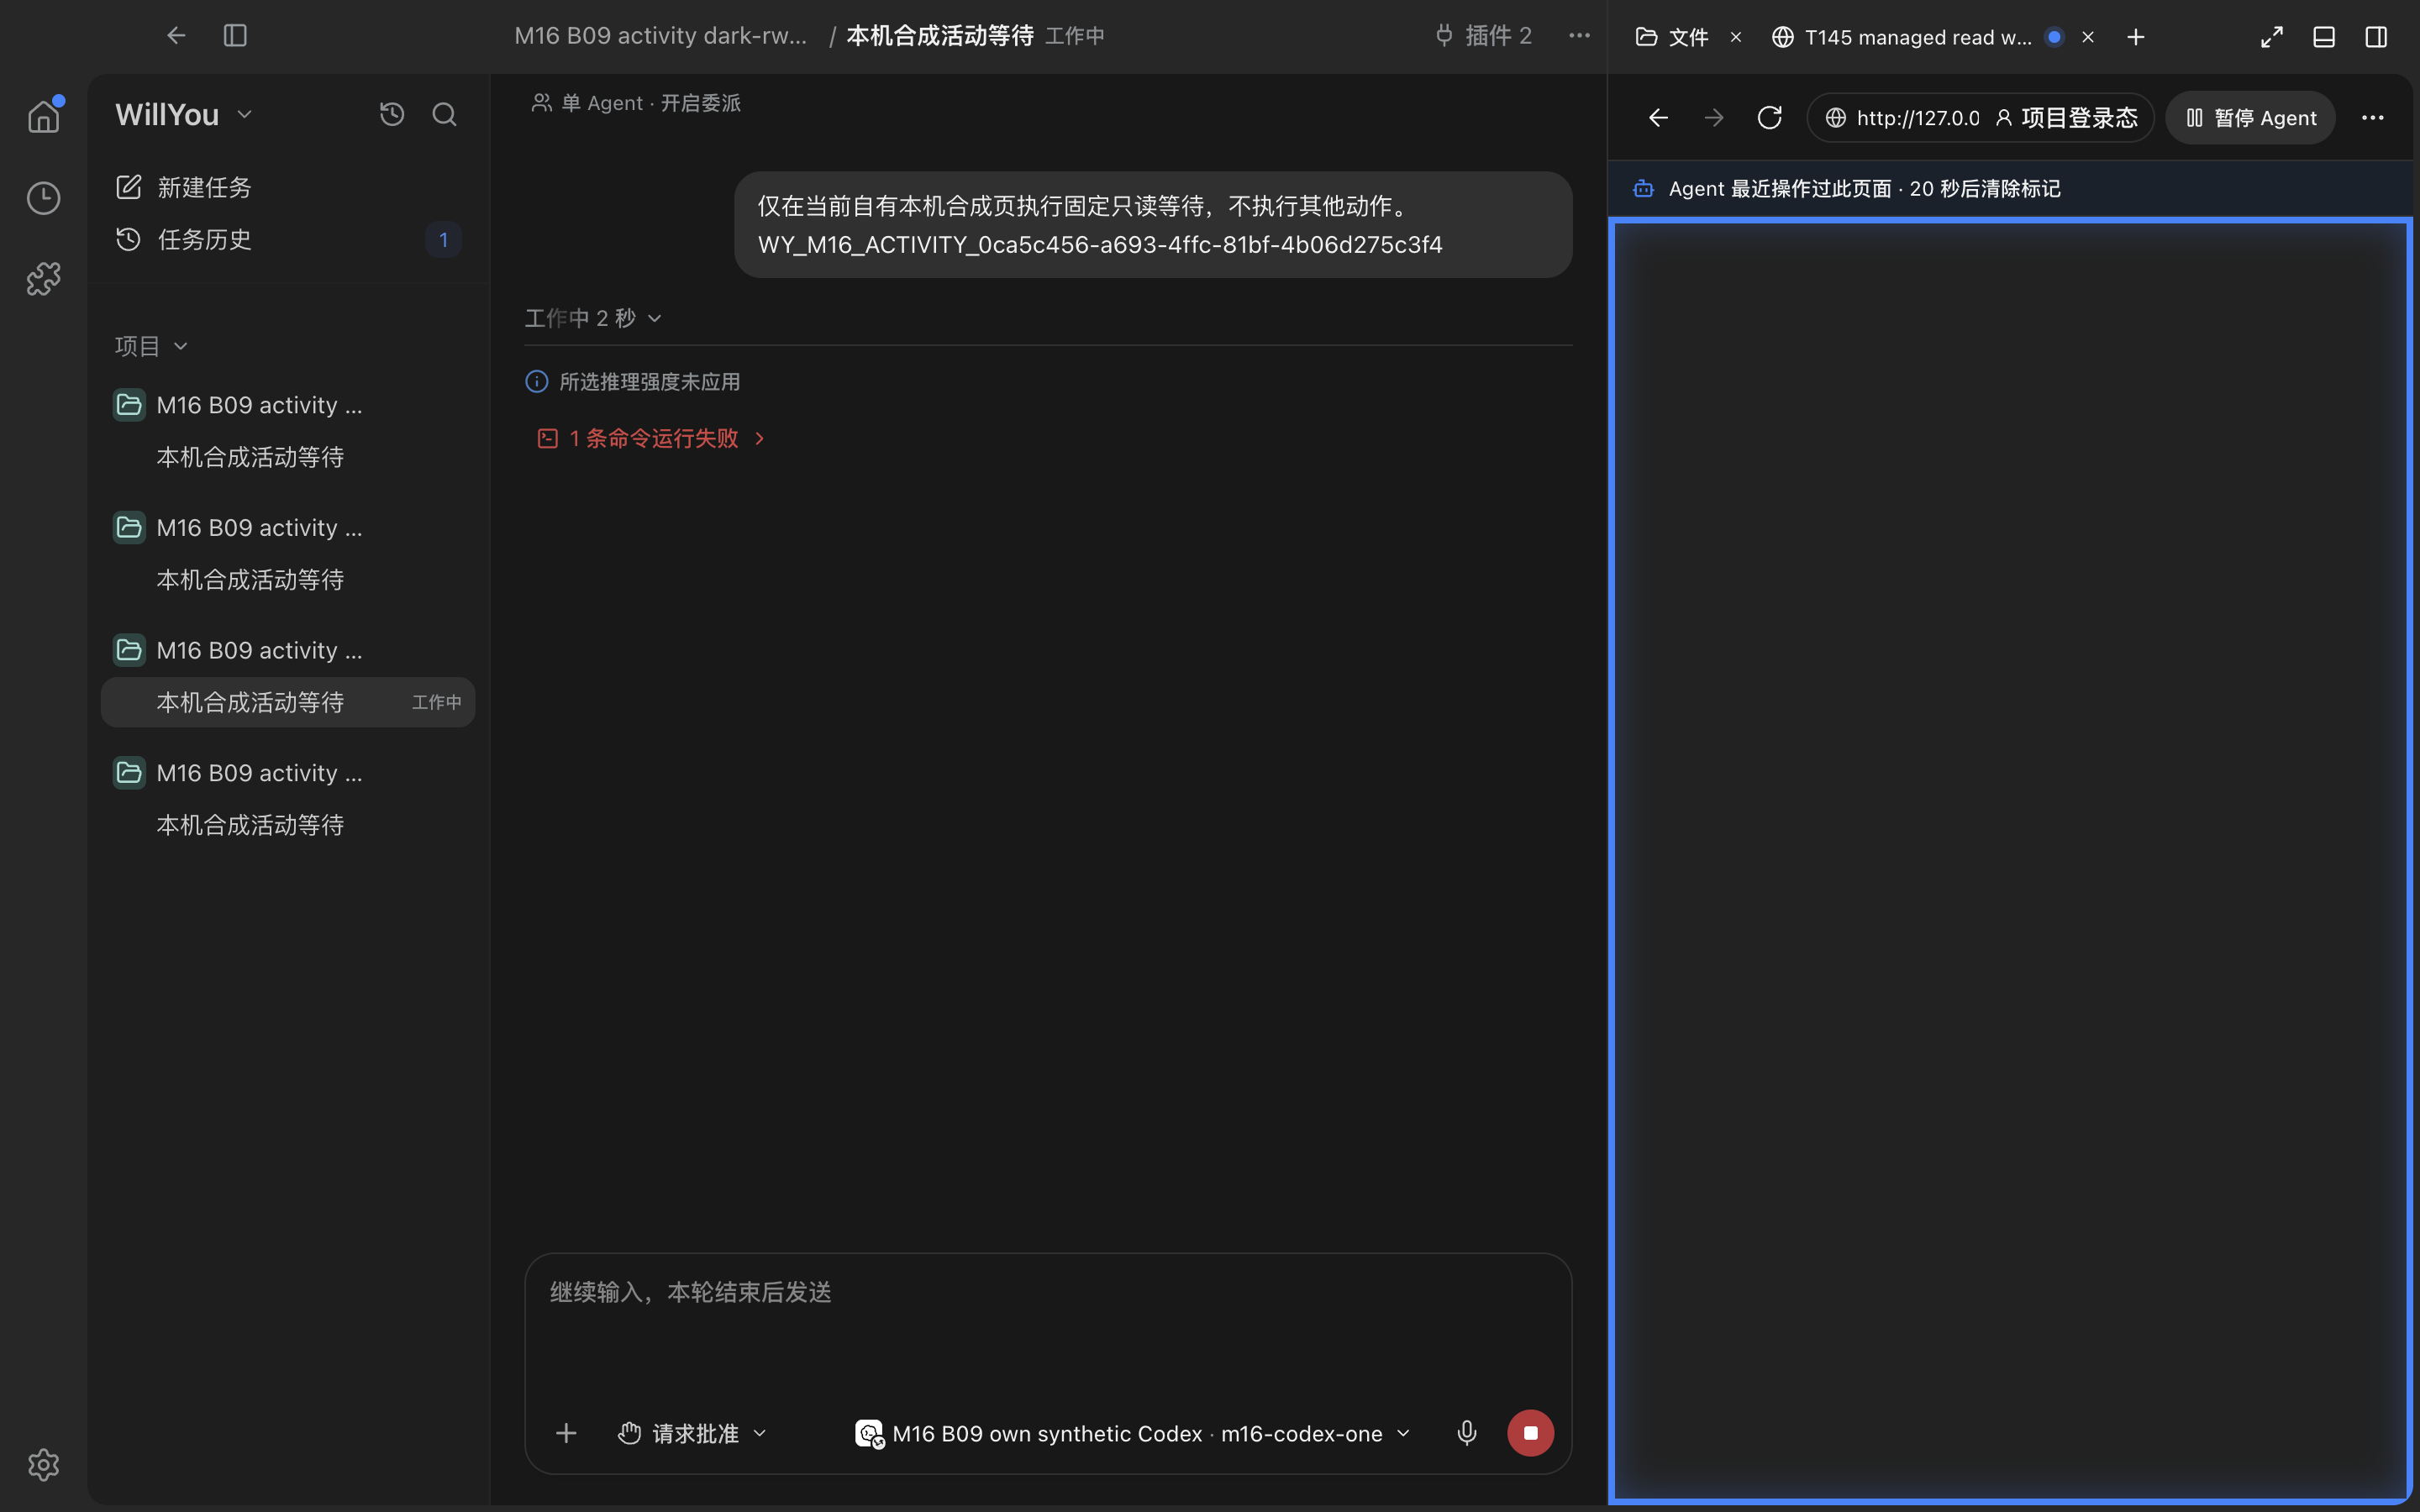 M16 B09 activity dark-rw... / 本机合成活动等待 工作中
插件 2
文件
T145 managed read w...
WillYou
新建任务
任务历史 1
项目
M16 B09 activity ...
本机合成活动等待
M16 B09 activity ...
本机合成活动等待
M16 B09 activity ...
本机合成活动等待 工作中
M16 B09 activity ...
本机合成活动等待
单 Agent · 开启委派
仅在当前自有本机合成页执行固定只读等待，不执行其他动作。
WY_M16_ACTIVITY_0ca5c456-a693-4ffc-81bf-4b06d275c3f4
工作中 2 秒
所选推理强度未应用
1 条命令运行失败
继续输入，本轮结束后发送
请求批准
M16 B09 own synthetic Codex · m16-codex-one
http://127.0.0 项目登录态
暂停 Agent
Agent 最近操作过此页面 · 20 秒后清除标记